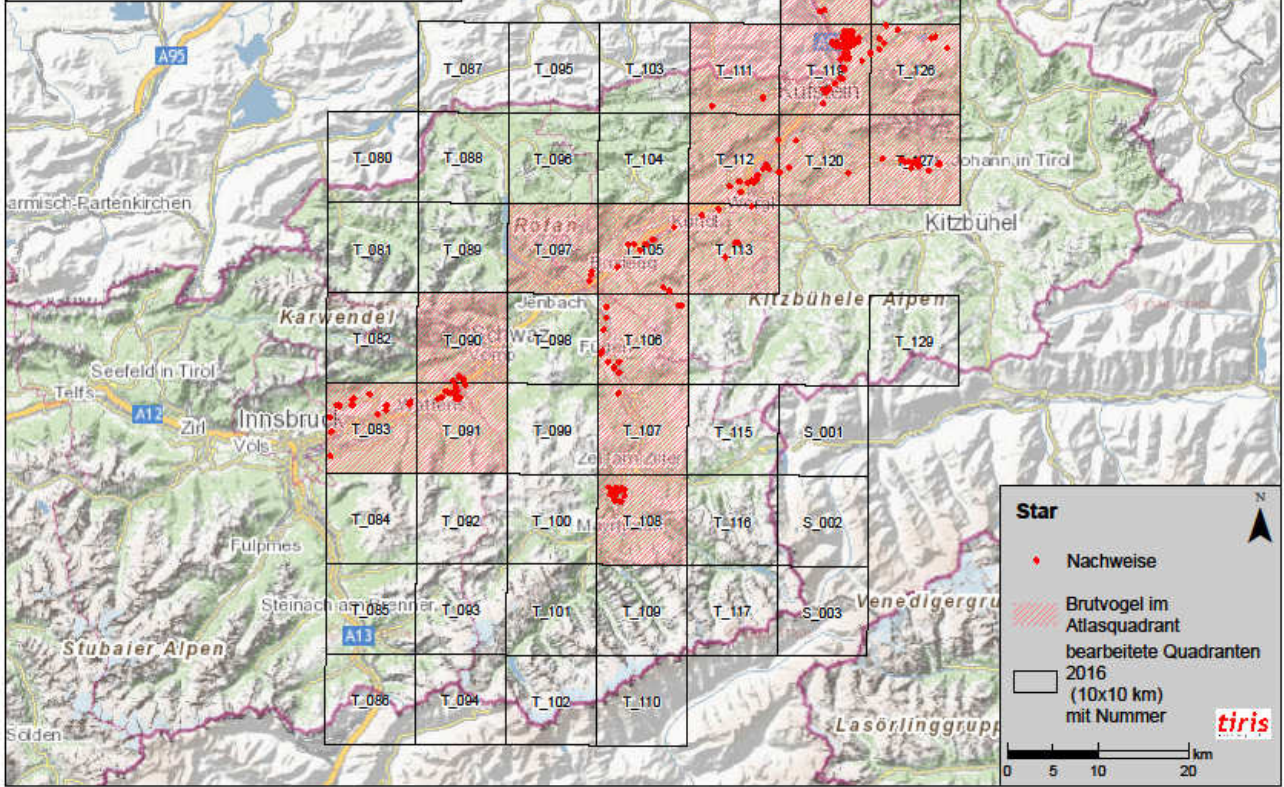 A95
T_087
T_095
T_103
T_111
T_119
T_126
Kufstein
T_080
T_088
T_096
T_104
T_112
T_120
T_127
Johann in Tirol
armisch-Partenkirchen
Wörgl
Kitzbühel
Rofan
Kundl
T_081
T_089
T_097
T_105
T_113
Jenbach
Kitzbüheler Alpen
Karwendel
T_082
T_090
T_098
T_106
T_129
Vomp
Seefeld in Tirol
Telfs
A12
Zirl
Innsbruck
Völs
Wattens
T_083
T_091
T_099
T_107
T_115
S_001
Zell am Ziller
T_084
T_092
T_100
T_108
T_116
S_002
Fulpmes
Steinach am Brenner
T_085
T_093
T_101
T_109
T_117
S_003
Venedigergru
A13
Stubaier Alpen
T_086
T_094
T_102
T_110
Lasörlinggrupp
Sölden
N
Star
Nachweise
Brutvogel im
Atlasquadrant
bearbeitete Quadranten
2016
(10x10 km)
mit Nummer
tiris
km
0 5 10 20